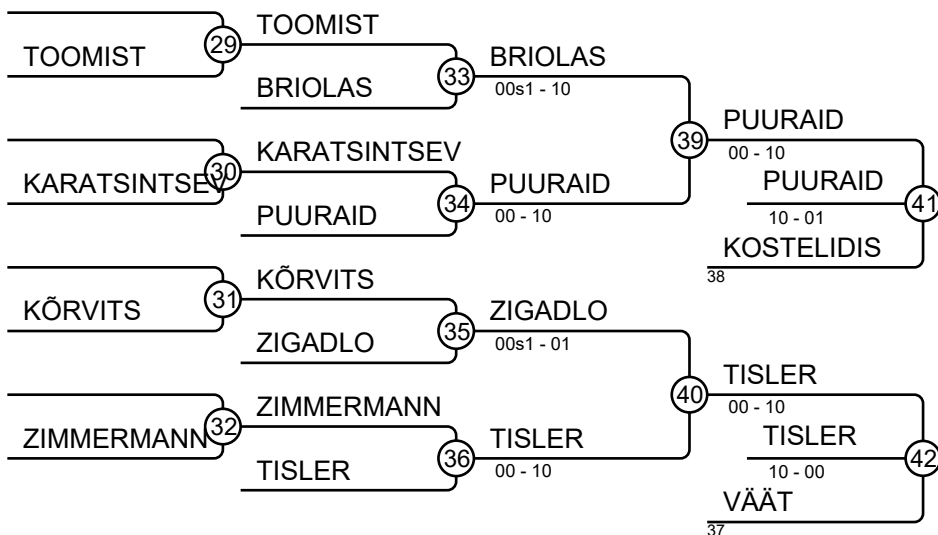 TOOMIST
29
TOOMIST
BRIOLAS
33
BRIOLAS
00s1 - 10
39
PUURAID
00 - 10
KARATSINTSEV
30
KARATSINTSEV
PUURAID
34
PUURAID
00 - 10
PUURAID
10 - 01
41
KOSTELIDIS
38
KÕRVITS
31
KÕRVITS
ZIGADLO
35
ZIGADLO
00s1 - 01
40
TISLER
00 - 10
ZIMMERMANN
32
ZIMMERMANN
TISLER
36
TISLER
00 - 10
TISLER
10 - 00
42
VÄÄT
37